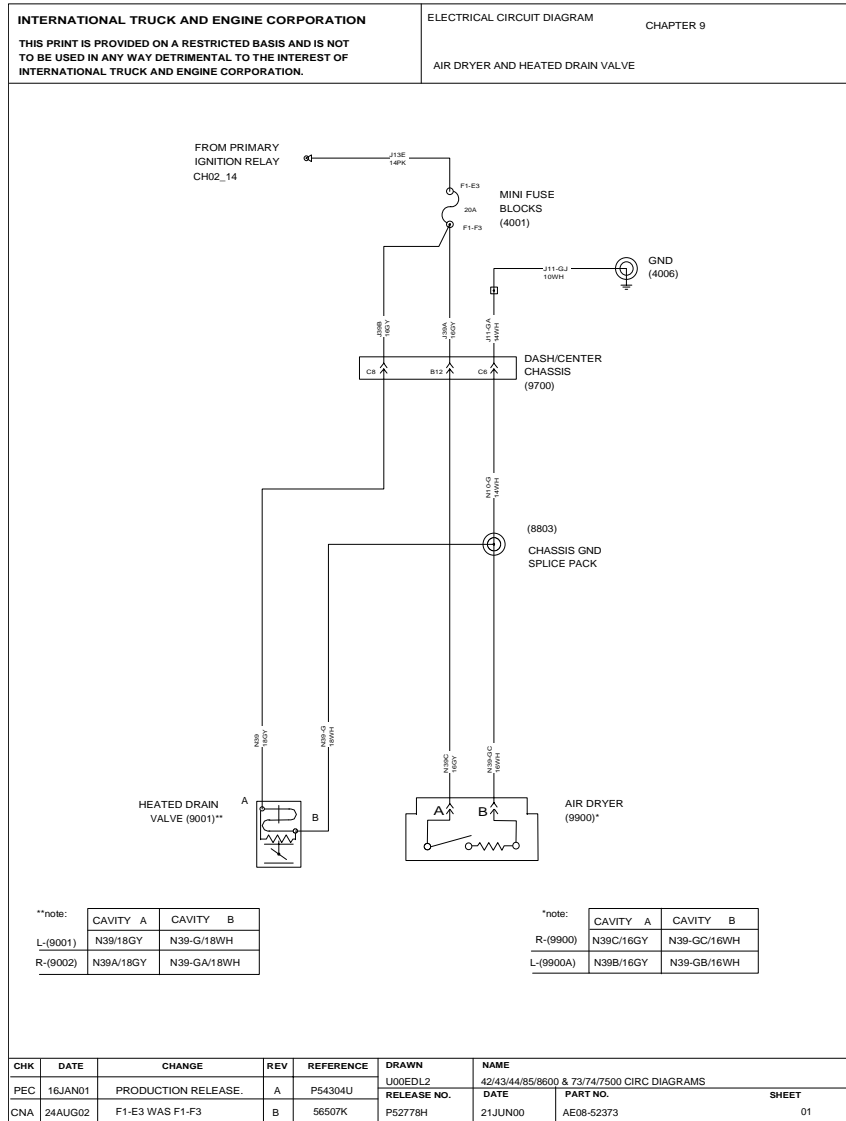 INTERNATIONAL TRUCK AND ENGINE CORPORATION
THIS PRINT IS PROVIDED ON A RESTRICTED BASIS AND IS NOT
TO BE USED IN ANY WAY DETRIMENTAL TO THE INTEREST OF
INTERNATIONAL TRUCK AND ENGINE CORPORATION.
ELECTRICAL CIRCUIT DIAGRAM
CHAPTER 9
AIR DRYER AND HEATED DRAIN VALVE
FROM PRIMARY
IGNITION RELAY
CH02_14
J13E
14PK
F1-E3
20A
F1-F3
MINI FUSE
BLOCKS
(4001)
J11-GJ
10WH
GND
(4006)
J39B
16GY
J39A
16GY
J11-GA
14WH
C8
B12
C6
DASH/CENTER
CHASSIS
(9700)
N10-G
14WH
(8803)
CHASSIS GND
SPLICE PACK
N39
18GY
N39-G
18WH
N39C
16GY
N39-GC
16WH
HEATED DRAIN
VALVE (9001)**
A
B
A
B
AIR DRYER
(9900)*
**note:
CAVITY A CAVITY B
L-(9001) N39/18GY N39-G/18WH
R-(9002) N39A/18GY N39-GA/18WH
*note:
CAVITY A CAVITY B
R-(9900) N39C/16GY N39-GC/16WH
L-(9900A) N39B/16GY N39-GB/16WH
CHK DATE CHANGE REV REFERENCE DRAWN NAME
U00EDL2 42/43/44/85/8600 & 73/74/7500 CIRC DIAGRAMS
PEC 16JAN01 PRODUCTION RELEASE. A P54304U RELEASE NO. DATE PART NO. SHEET
CNA 24AUG02 F1-E3 WAS F1-F3 B 56507K P52778H 21JUN00 AE08-52373 01